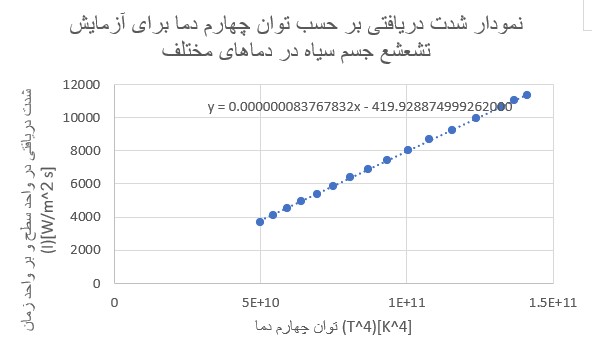 نمودار شدت دریافتی بر حسب توان چهارم دما برای آزمایش
تشعشع جسم سیاه در دماهای مختلف
شدت دریافتی در واحد سطح و بر واحد زمان
(I)[W/m^2 s]
12000
10000
8000
6000
4000
2000
0
y = 0.000000083767832x - 419.928874999262000
0
5E+10
1E+11
1.5E+11
توان چهارم دما (T^4)[K^4]